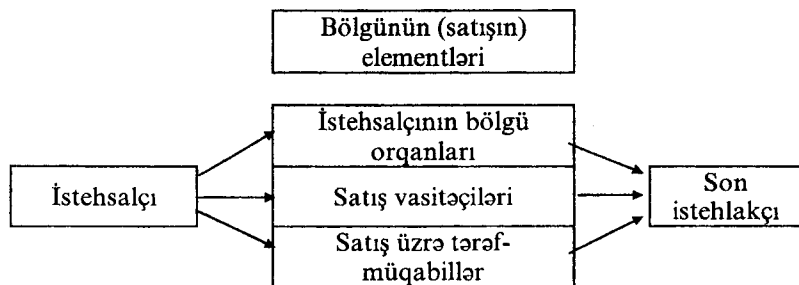 Bölgünün (satışın)
elementləri
İstehsalçının bölgü
orqanları
İstehsalçı
Satış vasitəçiləri
Son
istehlakçı
Satış üzrə tərəf-
müqabillər